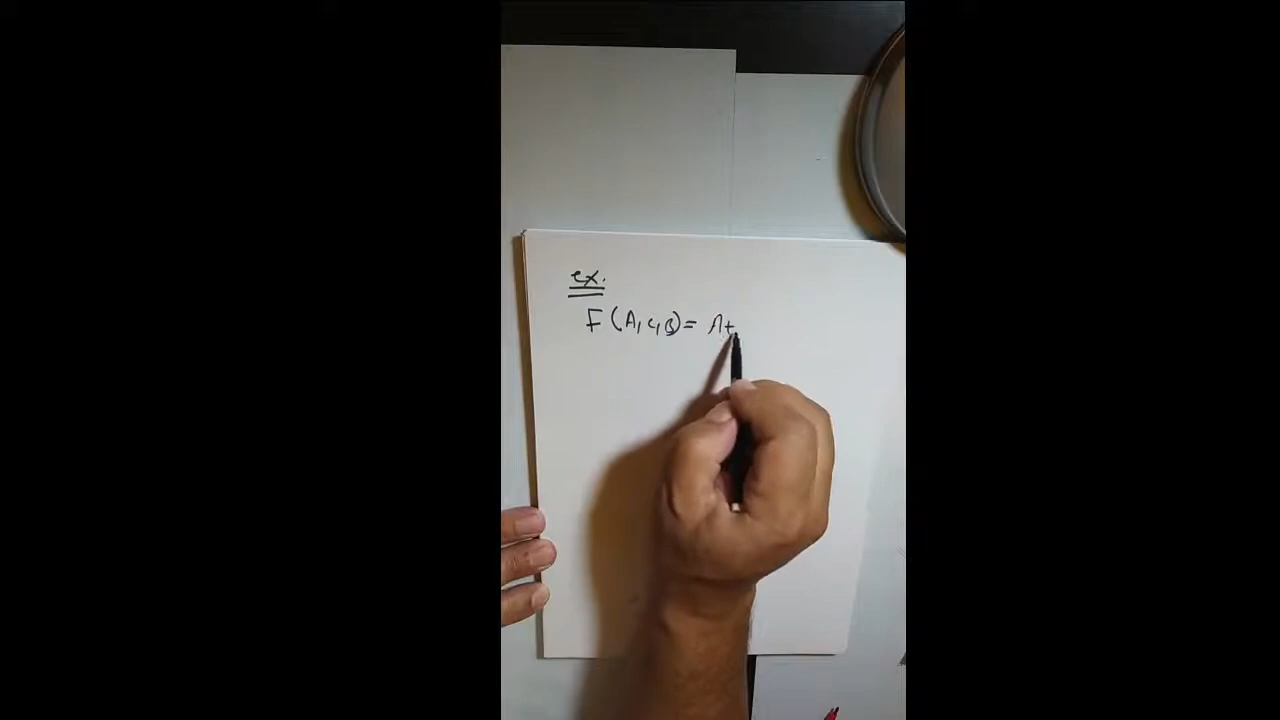 ex.
F (A, C, B) = A +